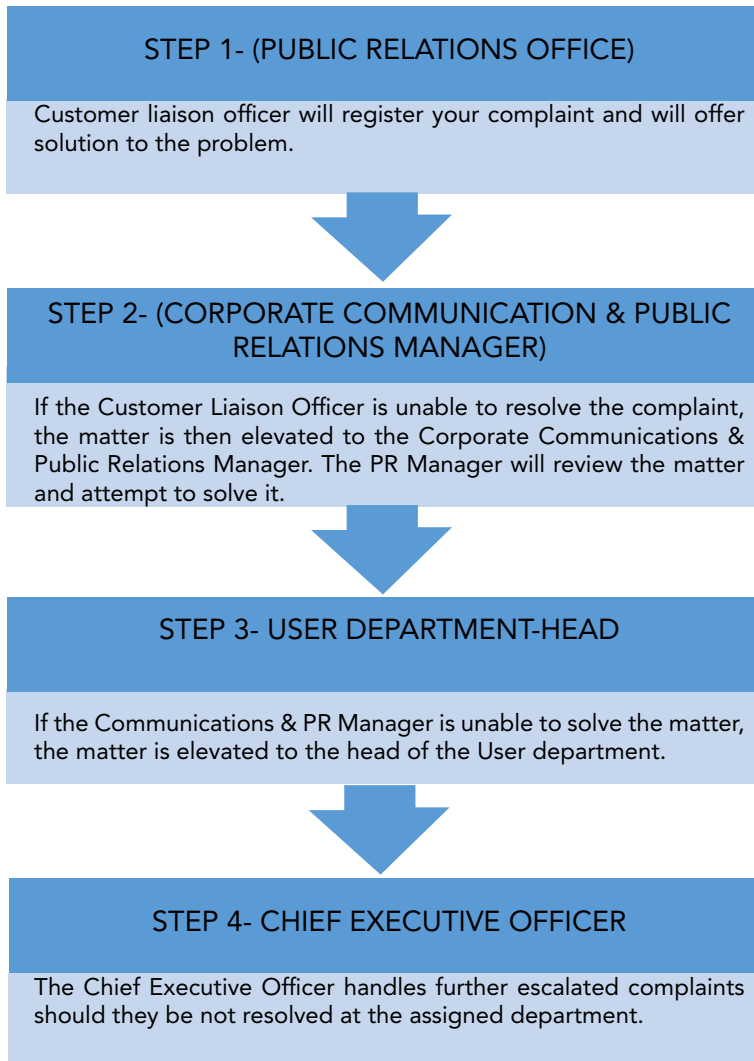 STEP 1- (PUBLIC RELATIONS OFFICE)
Customer liaison officer will register your complaint and will offer
solution to the problem.
STEP 2- (CORPORATE COMMUNICATION & PUBLIC
RELATIONS MANAGER)
If the Customer Liaison Officer is unable to resolve the complaint,
the matter is then elevated to the Corporate Communications &
Public Relations Manager. The PR Manager will review the matter
and attempt to solve it.
STEP 3- USER DEPARTMENT-HEAD
If the Communications & PR Manager is unable to solve the matter,
the matter is elevated to the head of the User department.
STEP 4- CHIEF EXECUTIVE OFFICER
The Chief Executive Officer handles further escalated complaints
should they be not resolved at the assigned department.